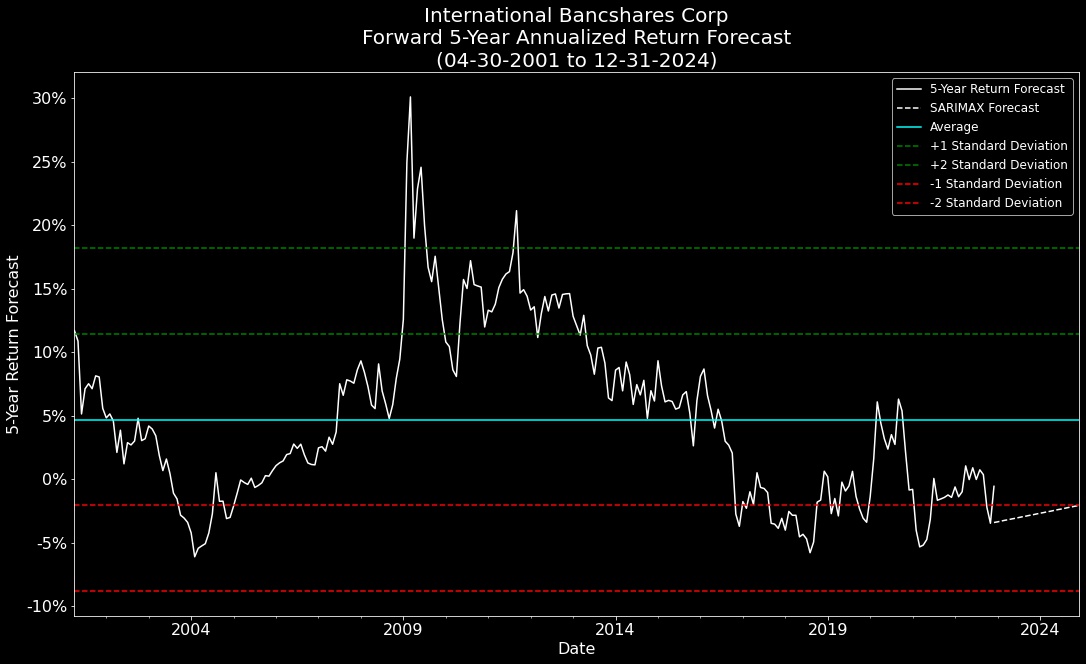 International Bancshares Corp
Forward 5-Year Annualized Return Forecast
(04-30-2001 to 12-31-2024)
5-Year Return Forecast
SARIMAX Forecast
Average
+1 Standard Deviation
+2 Standard Deviation
-1 Standard Deviation
-2 Standard Deviation
5-Year Return Forecast
30%
25%
20%
15%
10%
5%
0%
-5%
-10%
2004
2009
2014
2019
2024
Date